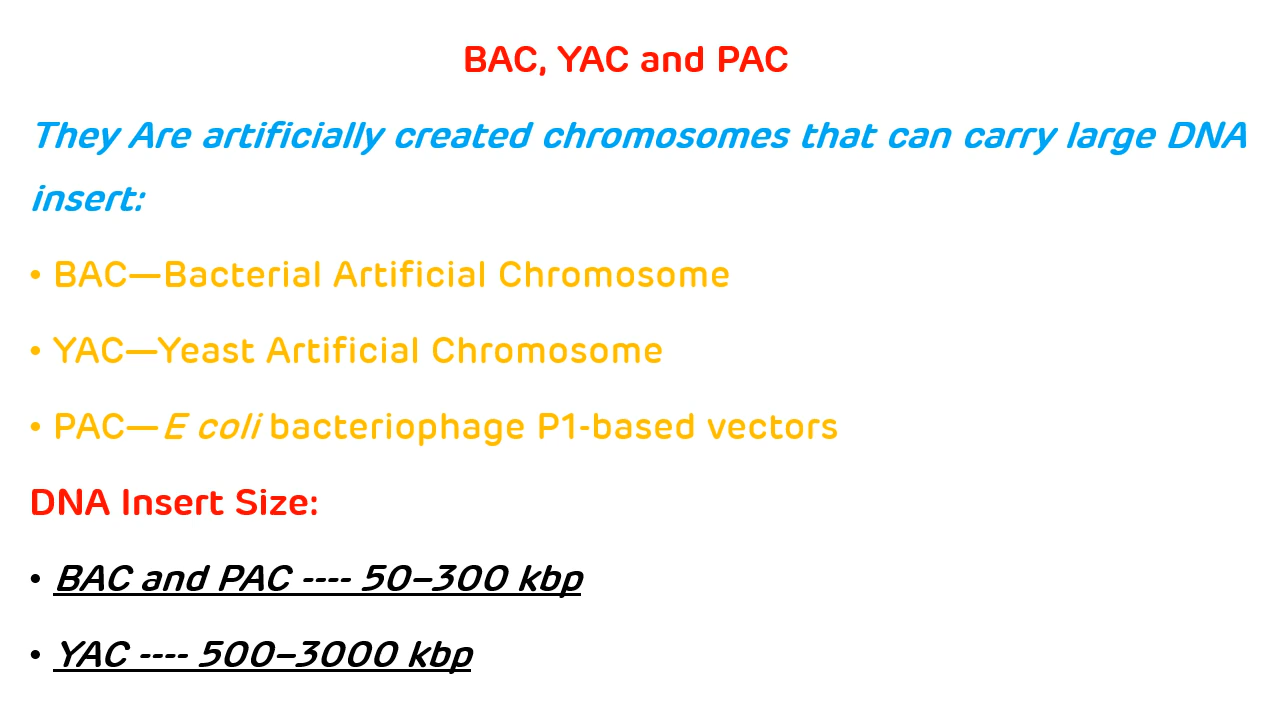 BAC, YAC and PAC
They Are artificially created chromosomes that can carry large DNA
insert:
• BAC—Bacterial Artificial Chromosome
• YAC—Yeast Artificial Chromosome
• PAC—E coli bacteriophage P1-based vectors
DNA Insert Size:
• BAC and PAC ---- 50–300 kbp
• YAC ---- 500–3000 kbp